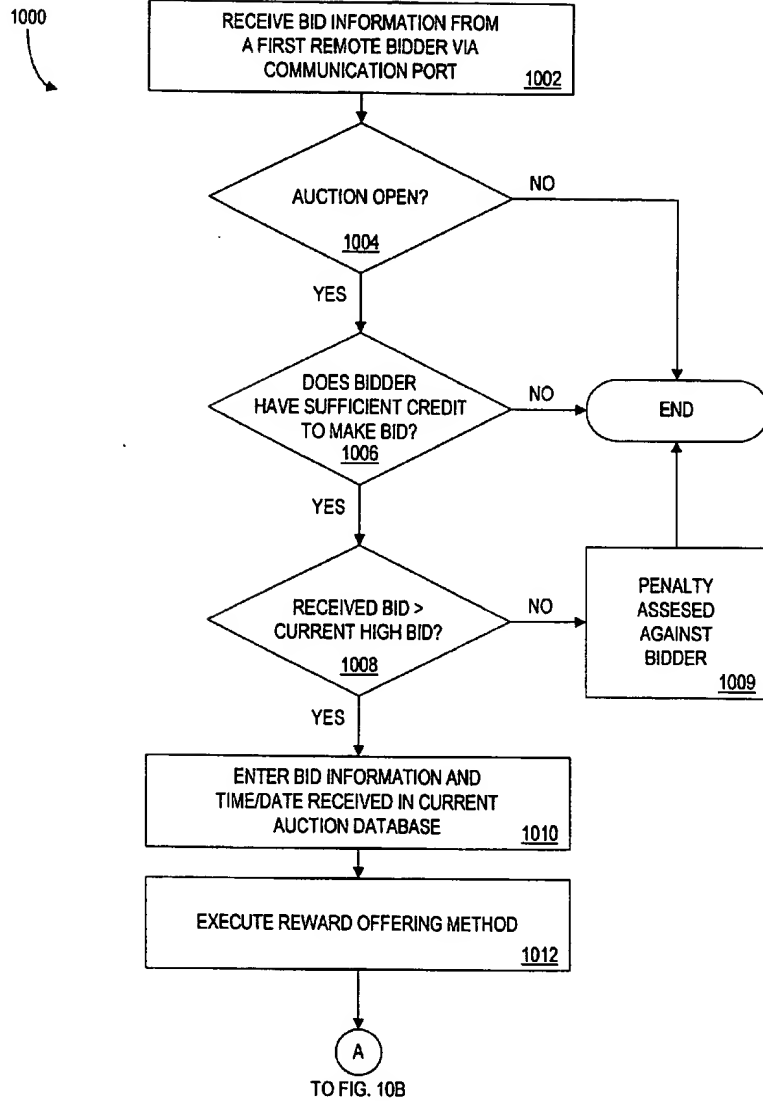 1000
RECEIVE BID INFORMATION FROM
A FIRST REMOTE BIDDER VIA
COMMUNICATION PORT
1002
AUCTION OPEN?
1004
NO
YES
DOES BIDDER
HAVE SUFFICIENT CREDIT
TO MAKE BID?
1006
NO
END
YES
RECEIVED BID >
CURRENT HIGH BID?
1008
NO
PENALTY
ASSESED
AGAINST
BIDDER
1009
YES
ENTER BID INFORMATION AND
TIME/DATE RECEIVED IN CURRENT
AUCTION DATABASE
1010
EXECUTE REWARD OFFERING METHOD
1012
A
TO FIG. 10B